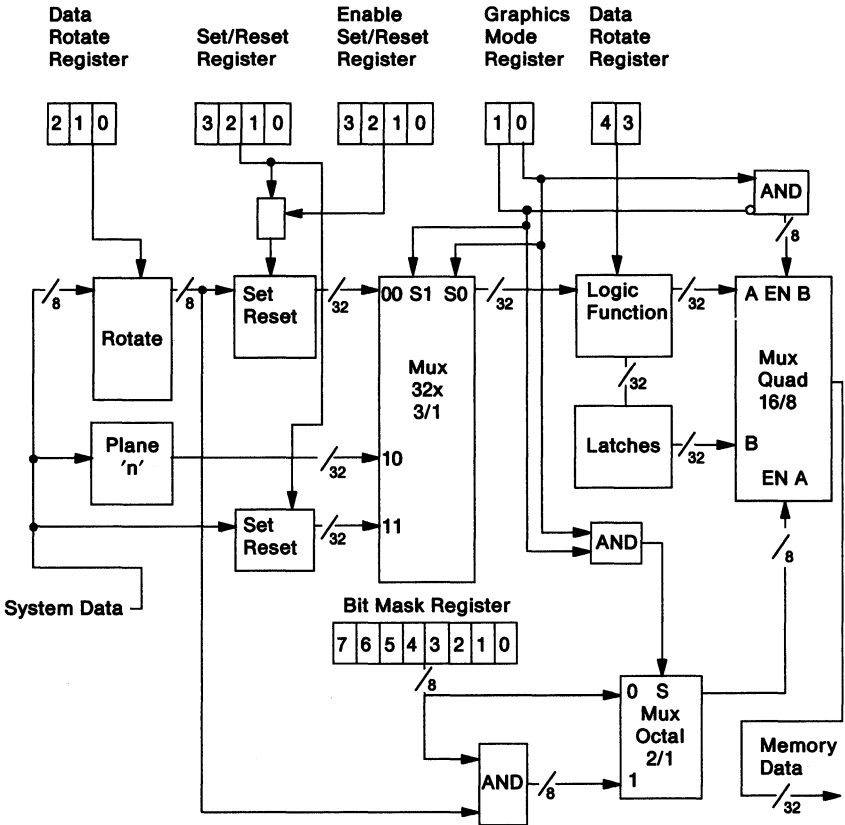 Data
Rotate
Register
Set/Reset
Register
Enable
Set/Reset
Register
Graphics
Mode
Register
Data
Rotate
Register
2 1 0
3 2 1 0
3 2 1 0
1 0
4 3
AND
8
8
Rotate
8
Set
Reset
32
00 S1 S0
Mux
32x
3/1
10
11
32
Logic
Function
32
A EN B
Mux
Quad
16/8
B
EN A
32
Latches
32
Plane
'n'
32
Set
Reset
32
AND
8
System Data
Bit Mask Register
7 6 5 4 3 2 1 0
8
0 S
Mux
Octal
2/1
1
AND
8
Memory
Data
32